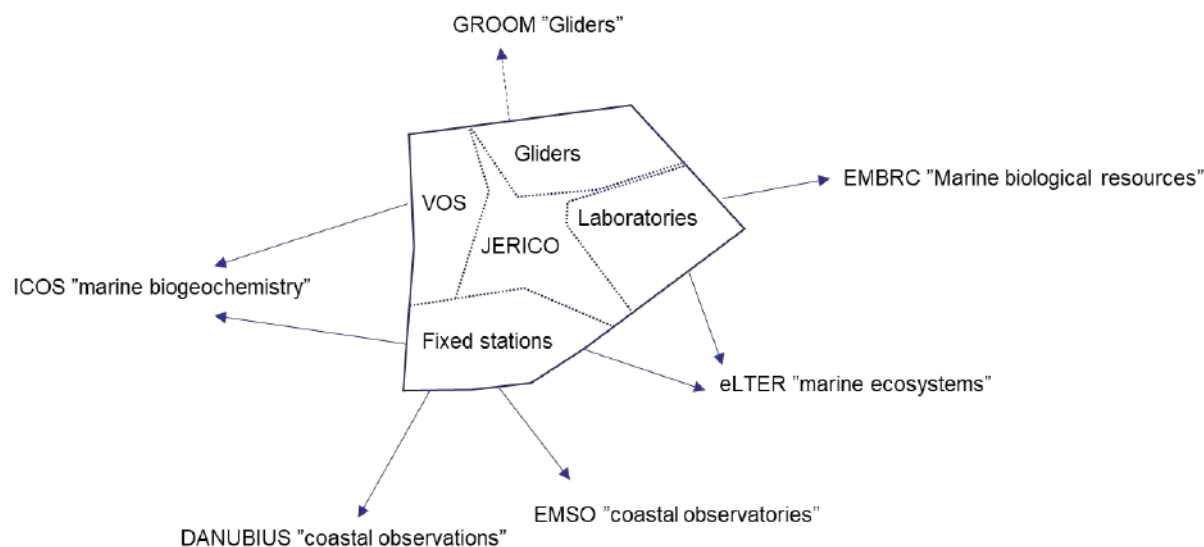 GROOM ”Gliders”
Gliders
EMBRC ”Marine biological resources”
VOS
Laboratories
JERICO
ICOS ”marine biogeochemistry”
Fixed stations
eLTER ”marine ecosystems”
EMSO ”coastal observatories”
DANUBIUS ”coastal observations”